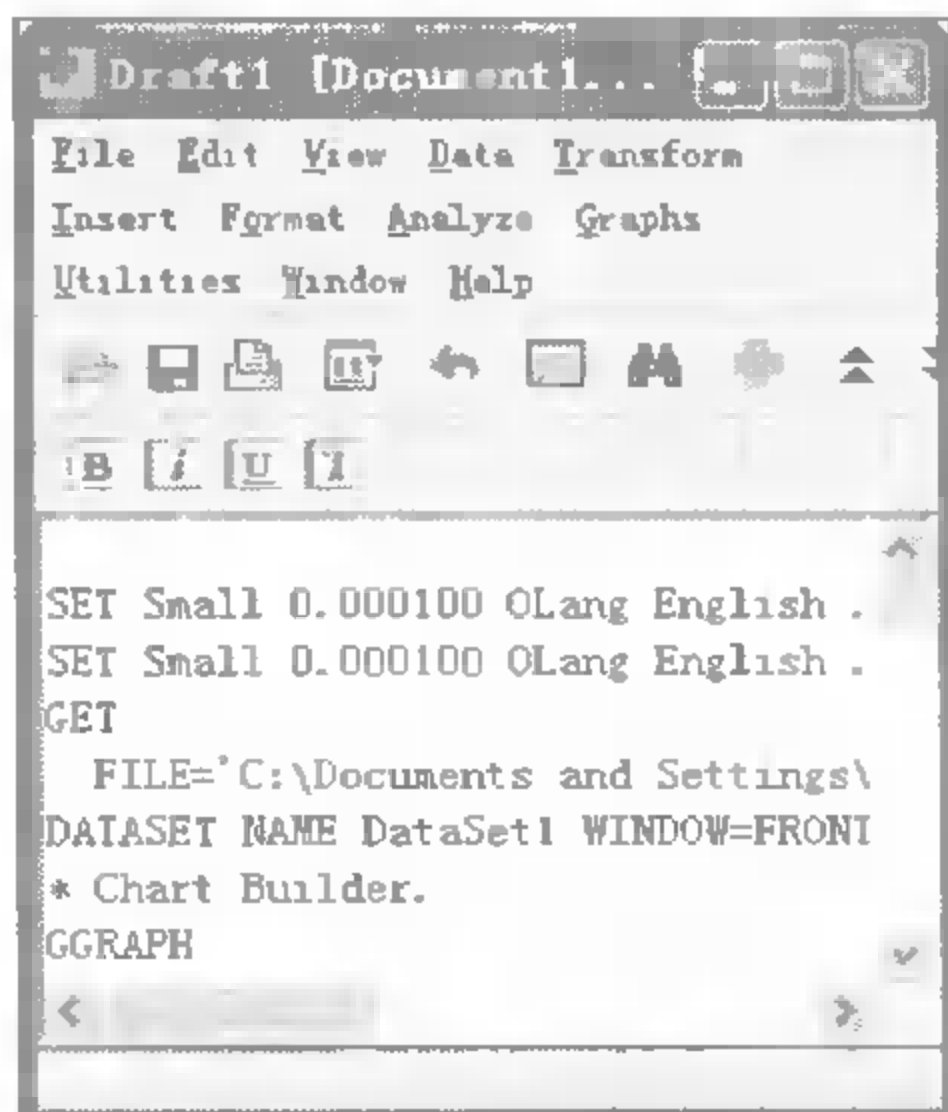 Draft1 [Document1...
File Edit View Data Transform
Insert Format Analyze Graphs
Utilities Window Help
B i U I
SET Small 0.000100 OLang English .
SET Small 0.000100 OLang English .
GET
FILE='C:\Documents and Settings\
DATASET NAME DataSet1 WINDOW=FRONT
* Chart Builder.
GGRAPH